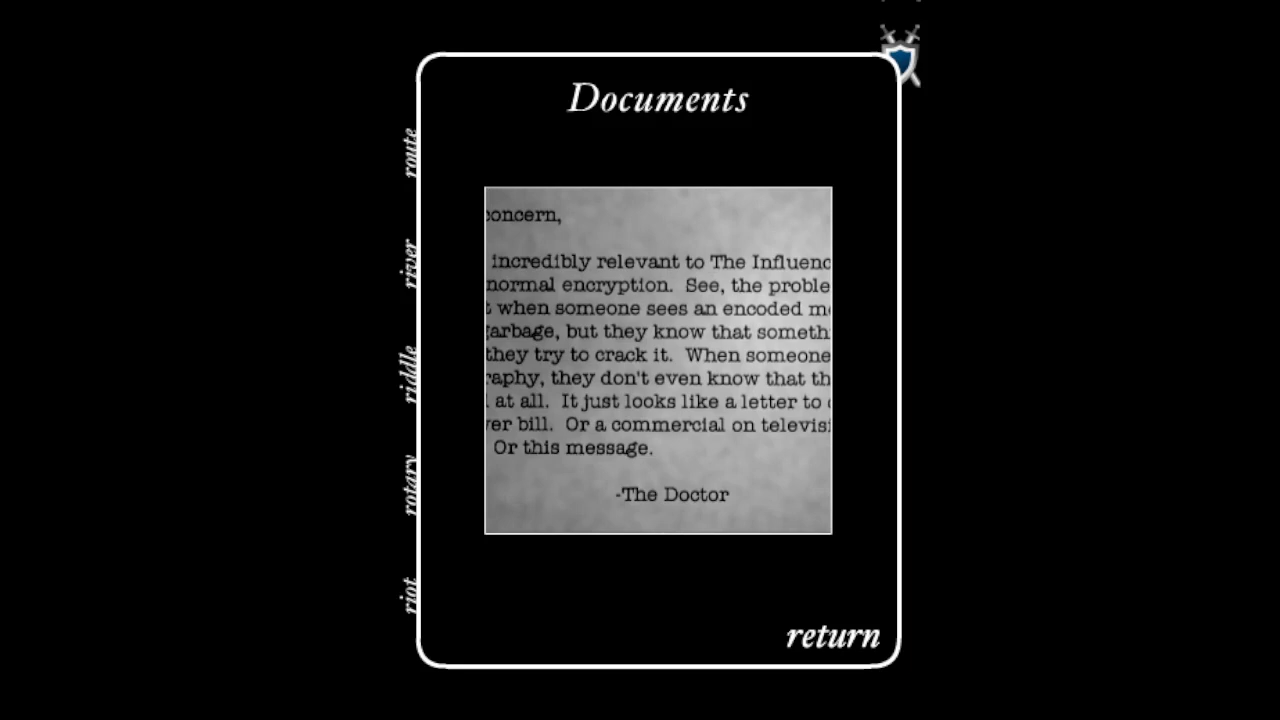 Documents
route
river
riddle
rotary
riot
concern,
incredibly relevant to The Influenc
normal encryption. See, the proble
when someone sees an encoded m
garbage, but they know that someth
they try to crack it. When someone
raphy, they don't even know that th
at all. It just looks like a letter to
er bill. Or a commercial on televisi
Or this message.
-The Doctor
return